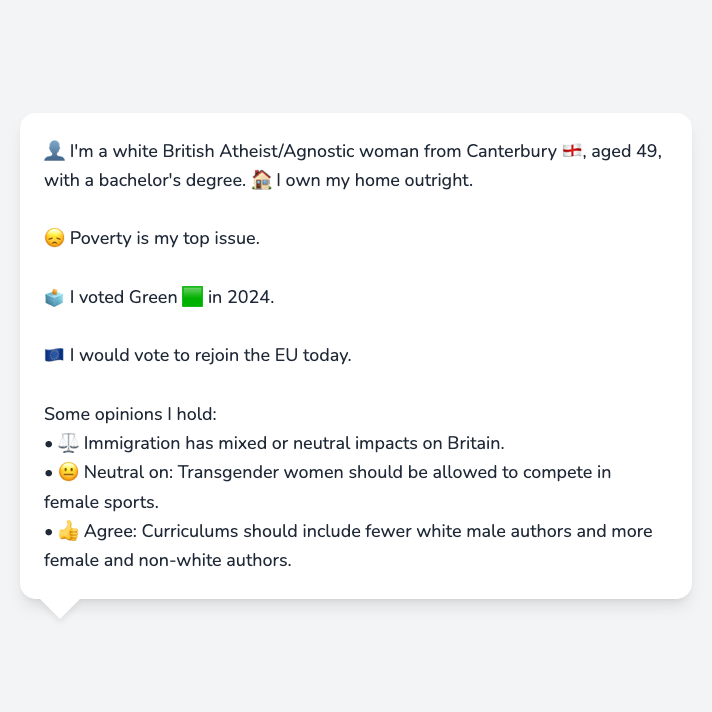 👤 I'm a white British Atheist/Agnostic woman from Canterbury 🏴󠁧󠁢󠁥󠁮󠁧󠁿, aged 49,
with a bachelor's degree. 🏠 I own my home outright.
😞 Poverty is my top issue.
🗳️ I voted Green 🟩 in 2024.
🇪🇺 I would vote to rejoin the EU today.
Some opinions I hold:
• ⚖️ Immigration has mixed or neutral impacts on Britain.
• 😐 Neutral on: Transgender women should be allowed to compete in
female sports.
• 👍 Agree: Curriculums should include fewer white male authors and more
female and non-white authors.